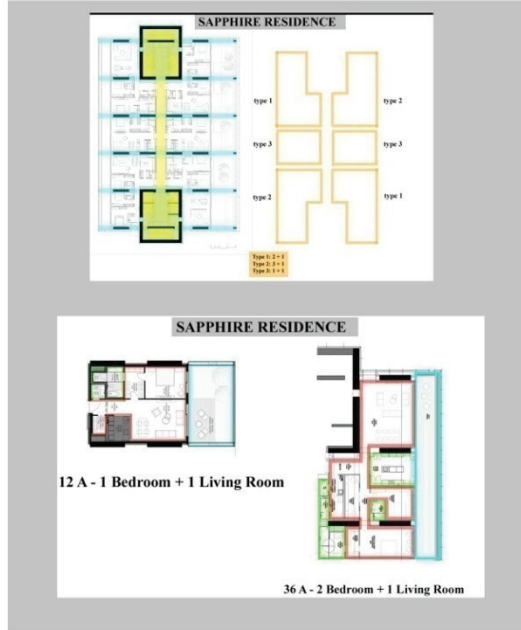 SAPPHIRE RESIDENCE
type 1
type 2
type 3
type 3
type 2
type 1
Type 1: 2 + 1
Type 2: 3 + 1
Type 3: 1 + 1
SAPPHIRE RESIDENCE
12 A - 1 Bedroom + 1 Living Room
36 A - 2 Bedroom + 1 Living Room